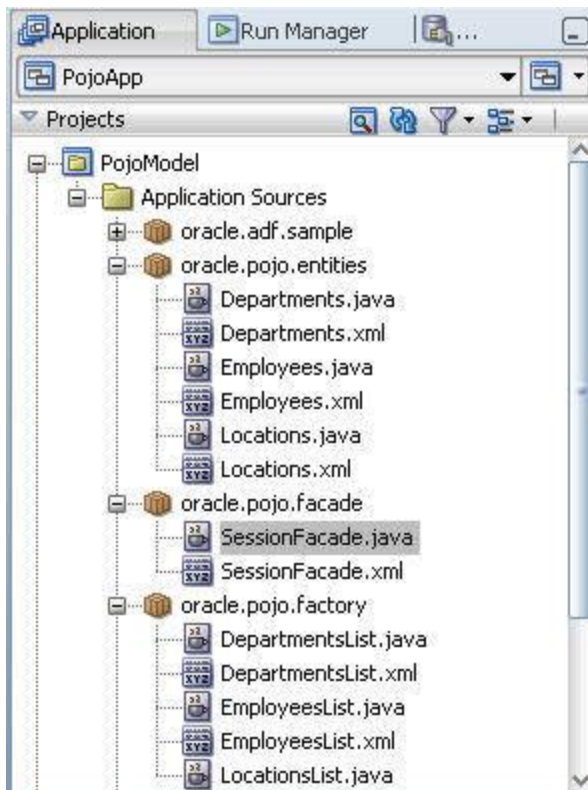 Application Run Manager ...
PojoApp
Projects
PojoModel
Application Sources
oracle.adf.sample
oracle.pojo.entities
Departments.java
Departments.xml
Employees.java
Employees.xml
Locations.java
Locations.xml
oracle.pojo.facade
SessionFacade.java
SessionFacade.xml
oracle.pojo.factory
DepartmentsList.java
DepartmentsList.xml
EmployeesList.java
EmployeesList.xml
LocationsList.java